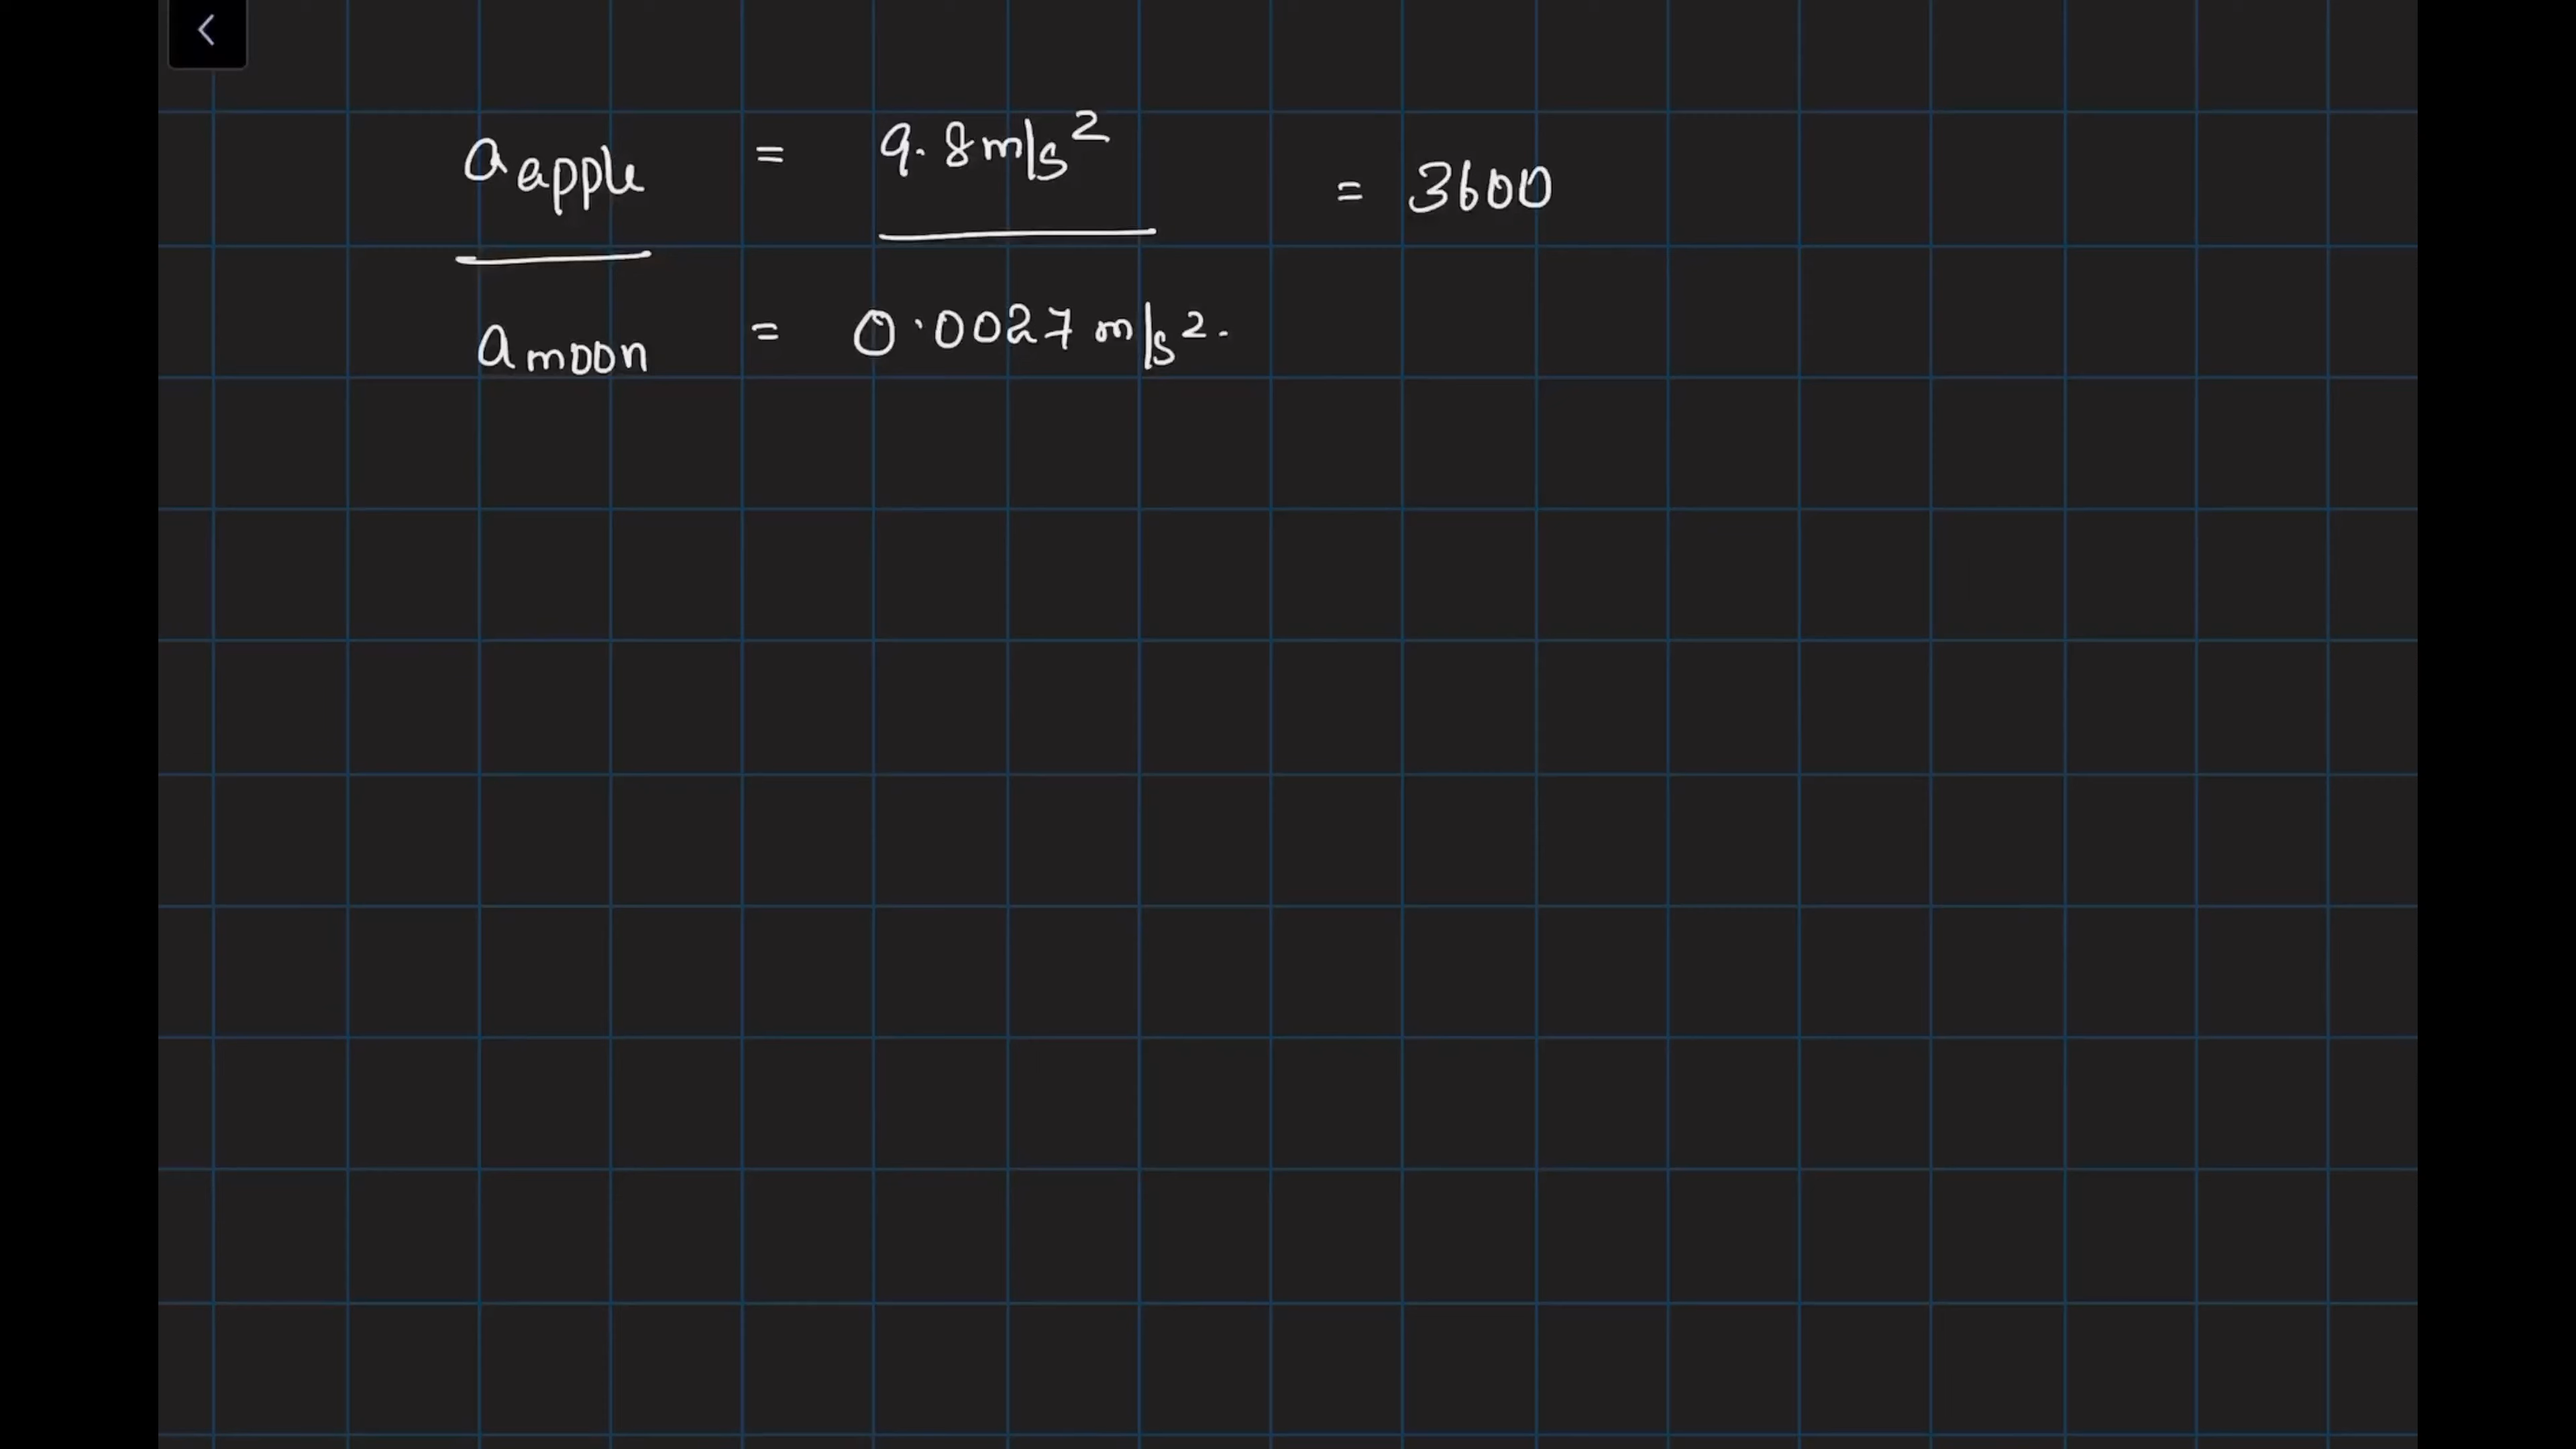 a apple = 9.8 m/s² = 3600
a moon = 0.0027 m/s².